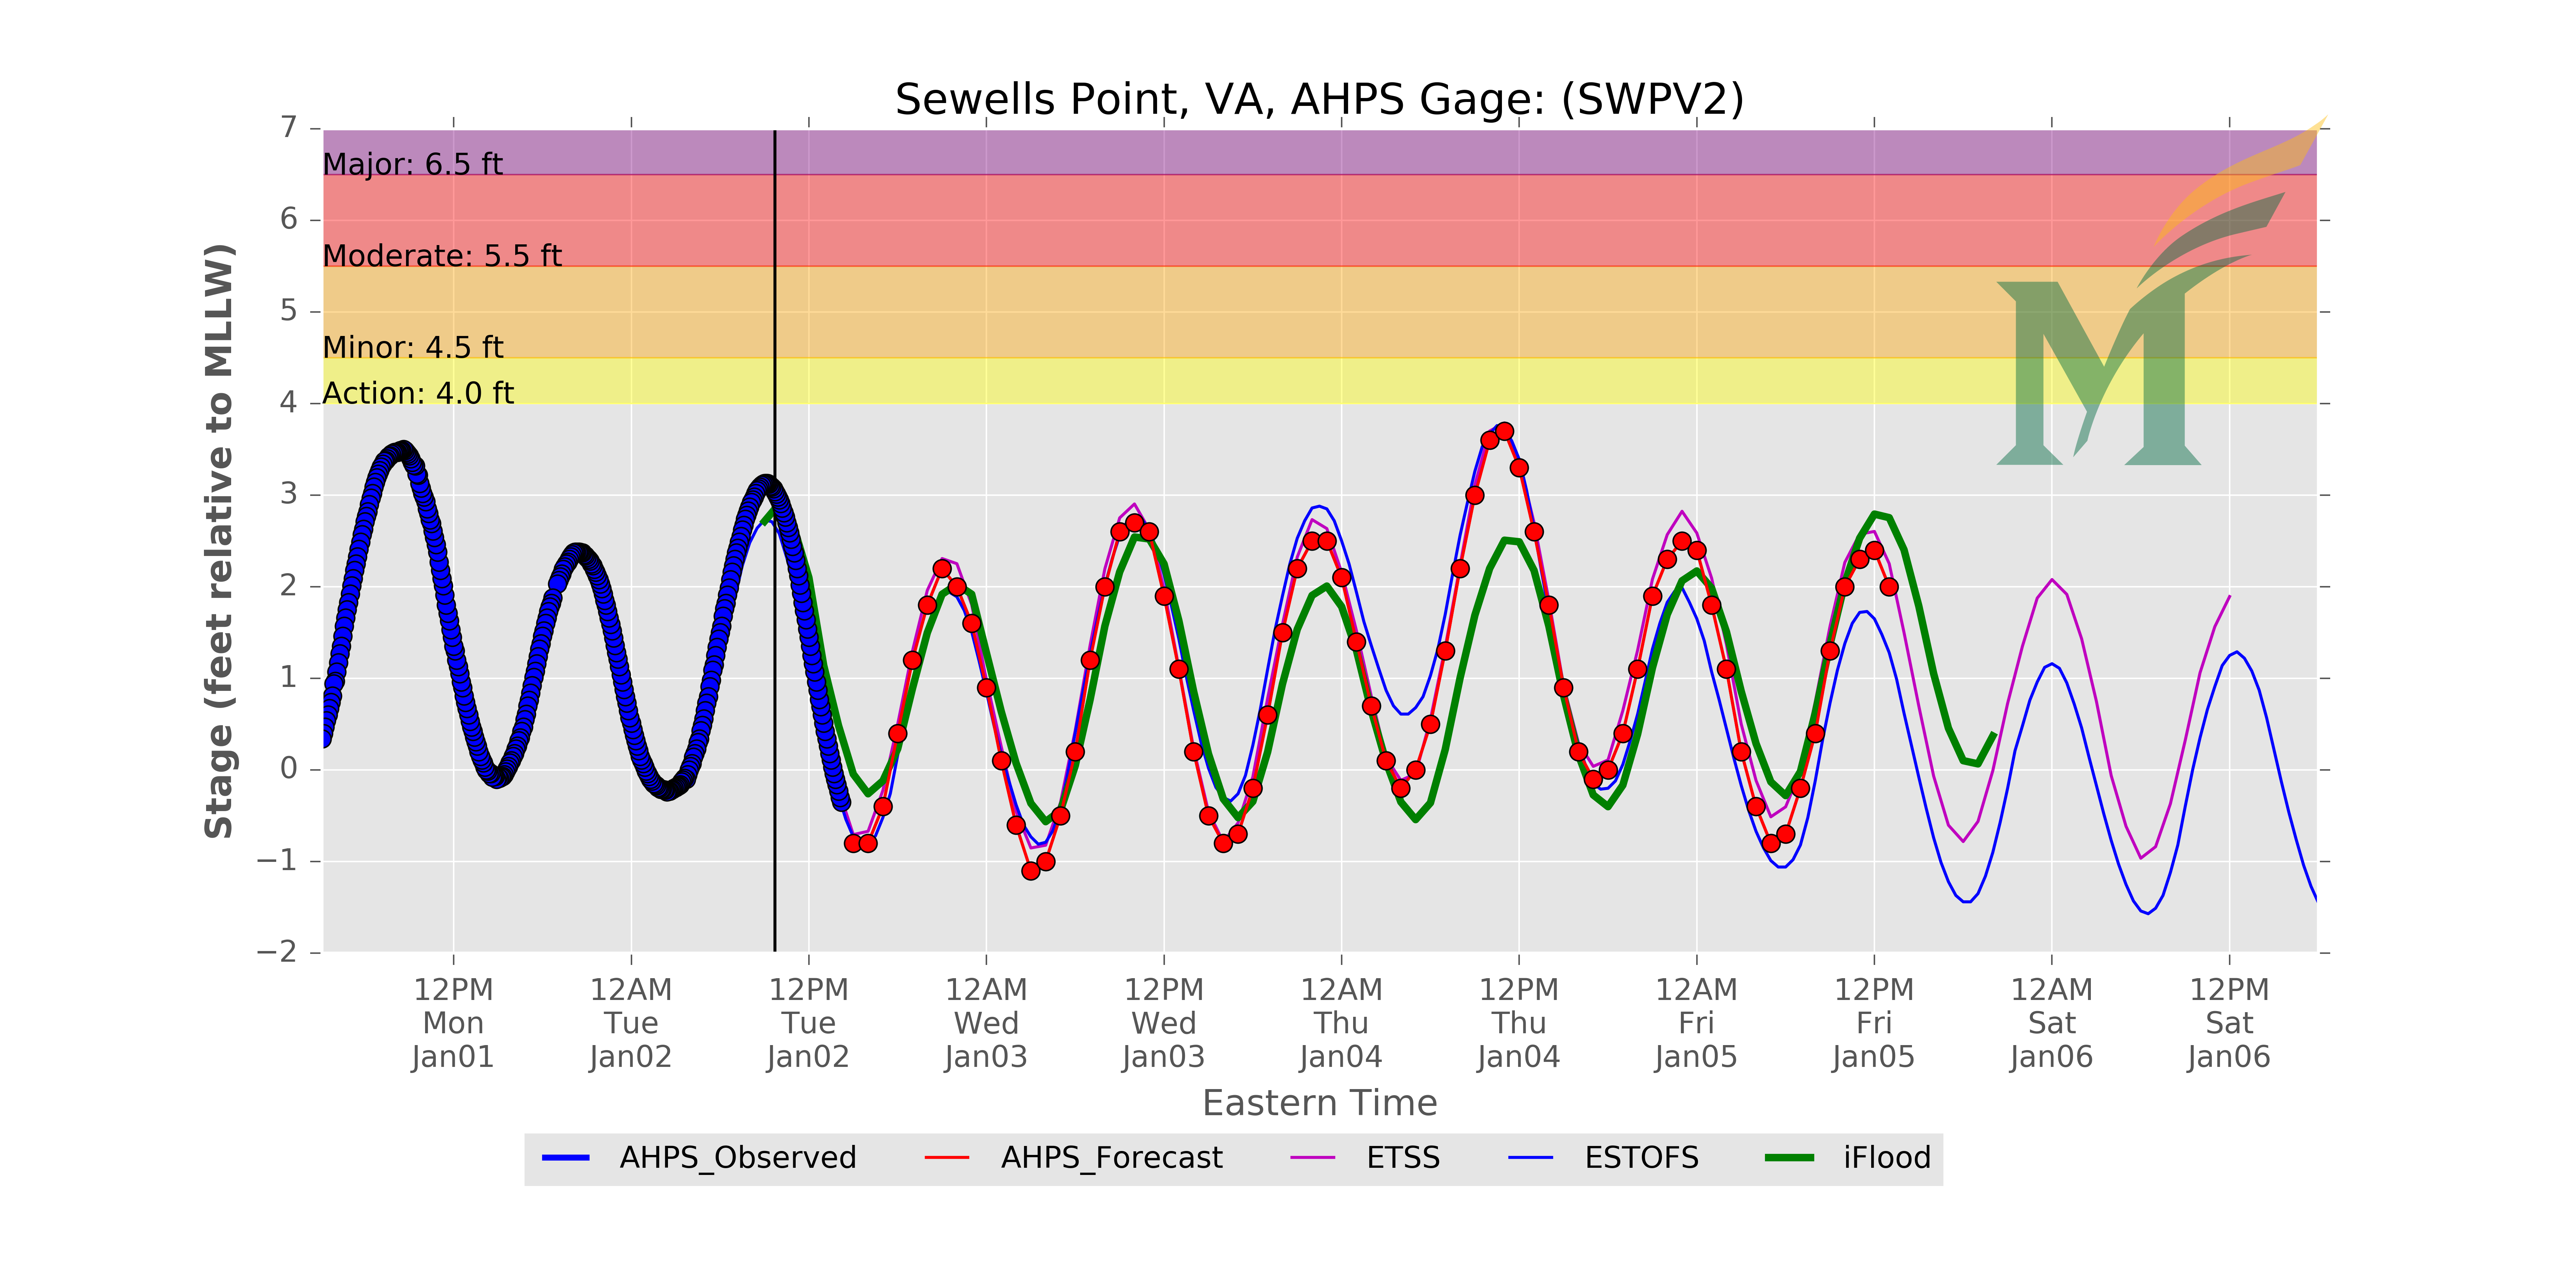 Sewells Point, VA, AHPS Gage: (SWPV2)
7
6
5
4
3
2
1
0
−1
−2
Stage (feet relative to MLLW)
Major: 6.5 ft
Moderate: 5.5 ft
Minor: 4.5 ft
Action: 4.0 ft
M
12PM
Mon
Jan01
12AM
Tue
Jan02
12PM
Tue
Jan02
12AM
Wed
Jan03
12PM
Wed
Jan03
12AM
Thu
Jan04
12PM
Thu
Jan04
12AM
Fri
Jan05
12PM
Fri
Jan05
12AM
Sat
Jan06
12PM
Sat
Jan06
Eastern Time
AHPS_Observed AHPS_Forecast ETSS ESTOFS iFlood